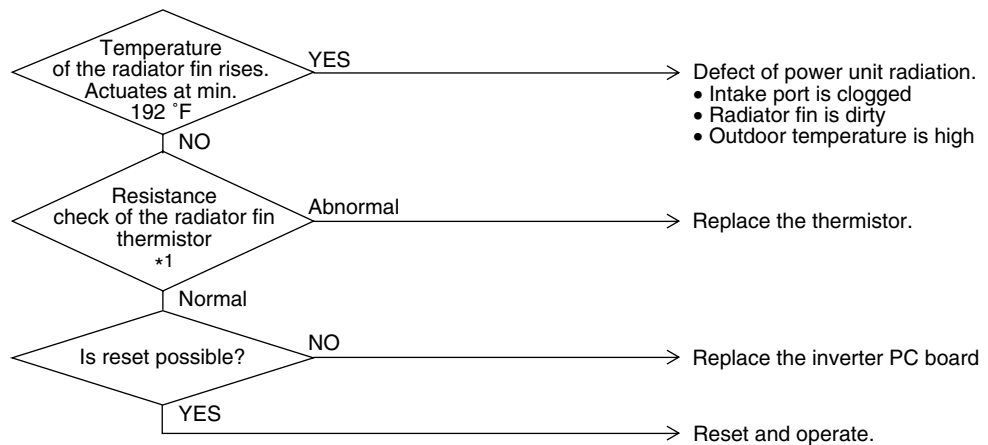 Temperature
of the radiator fin rises.
Actuates at min.
192 ˚F
YES
Defect of power unit radiation.
• Intake port is clogged
• Radiator fin is dirty
• Outdoor temperature is high
NO
Resistance
check of the radiator fin
thermistor
*1
Abnormal
Replace the thermistor.
Normal
Is reset possible?
NO
Replace the inverter PC board
YES
Reset and operate.